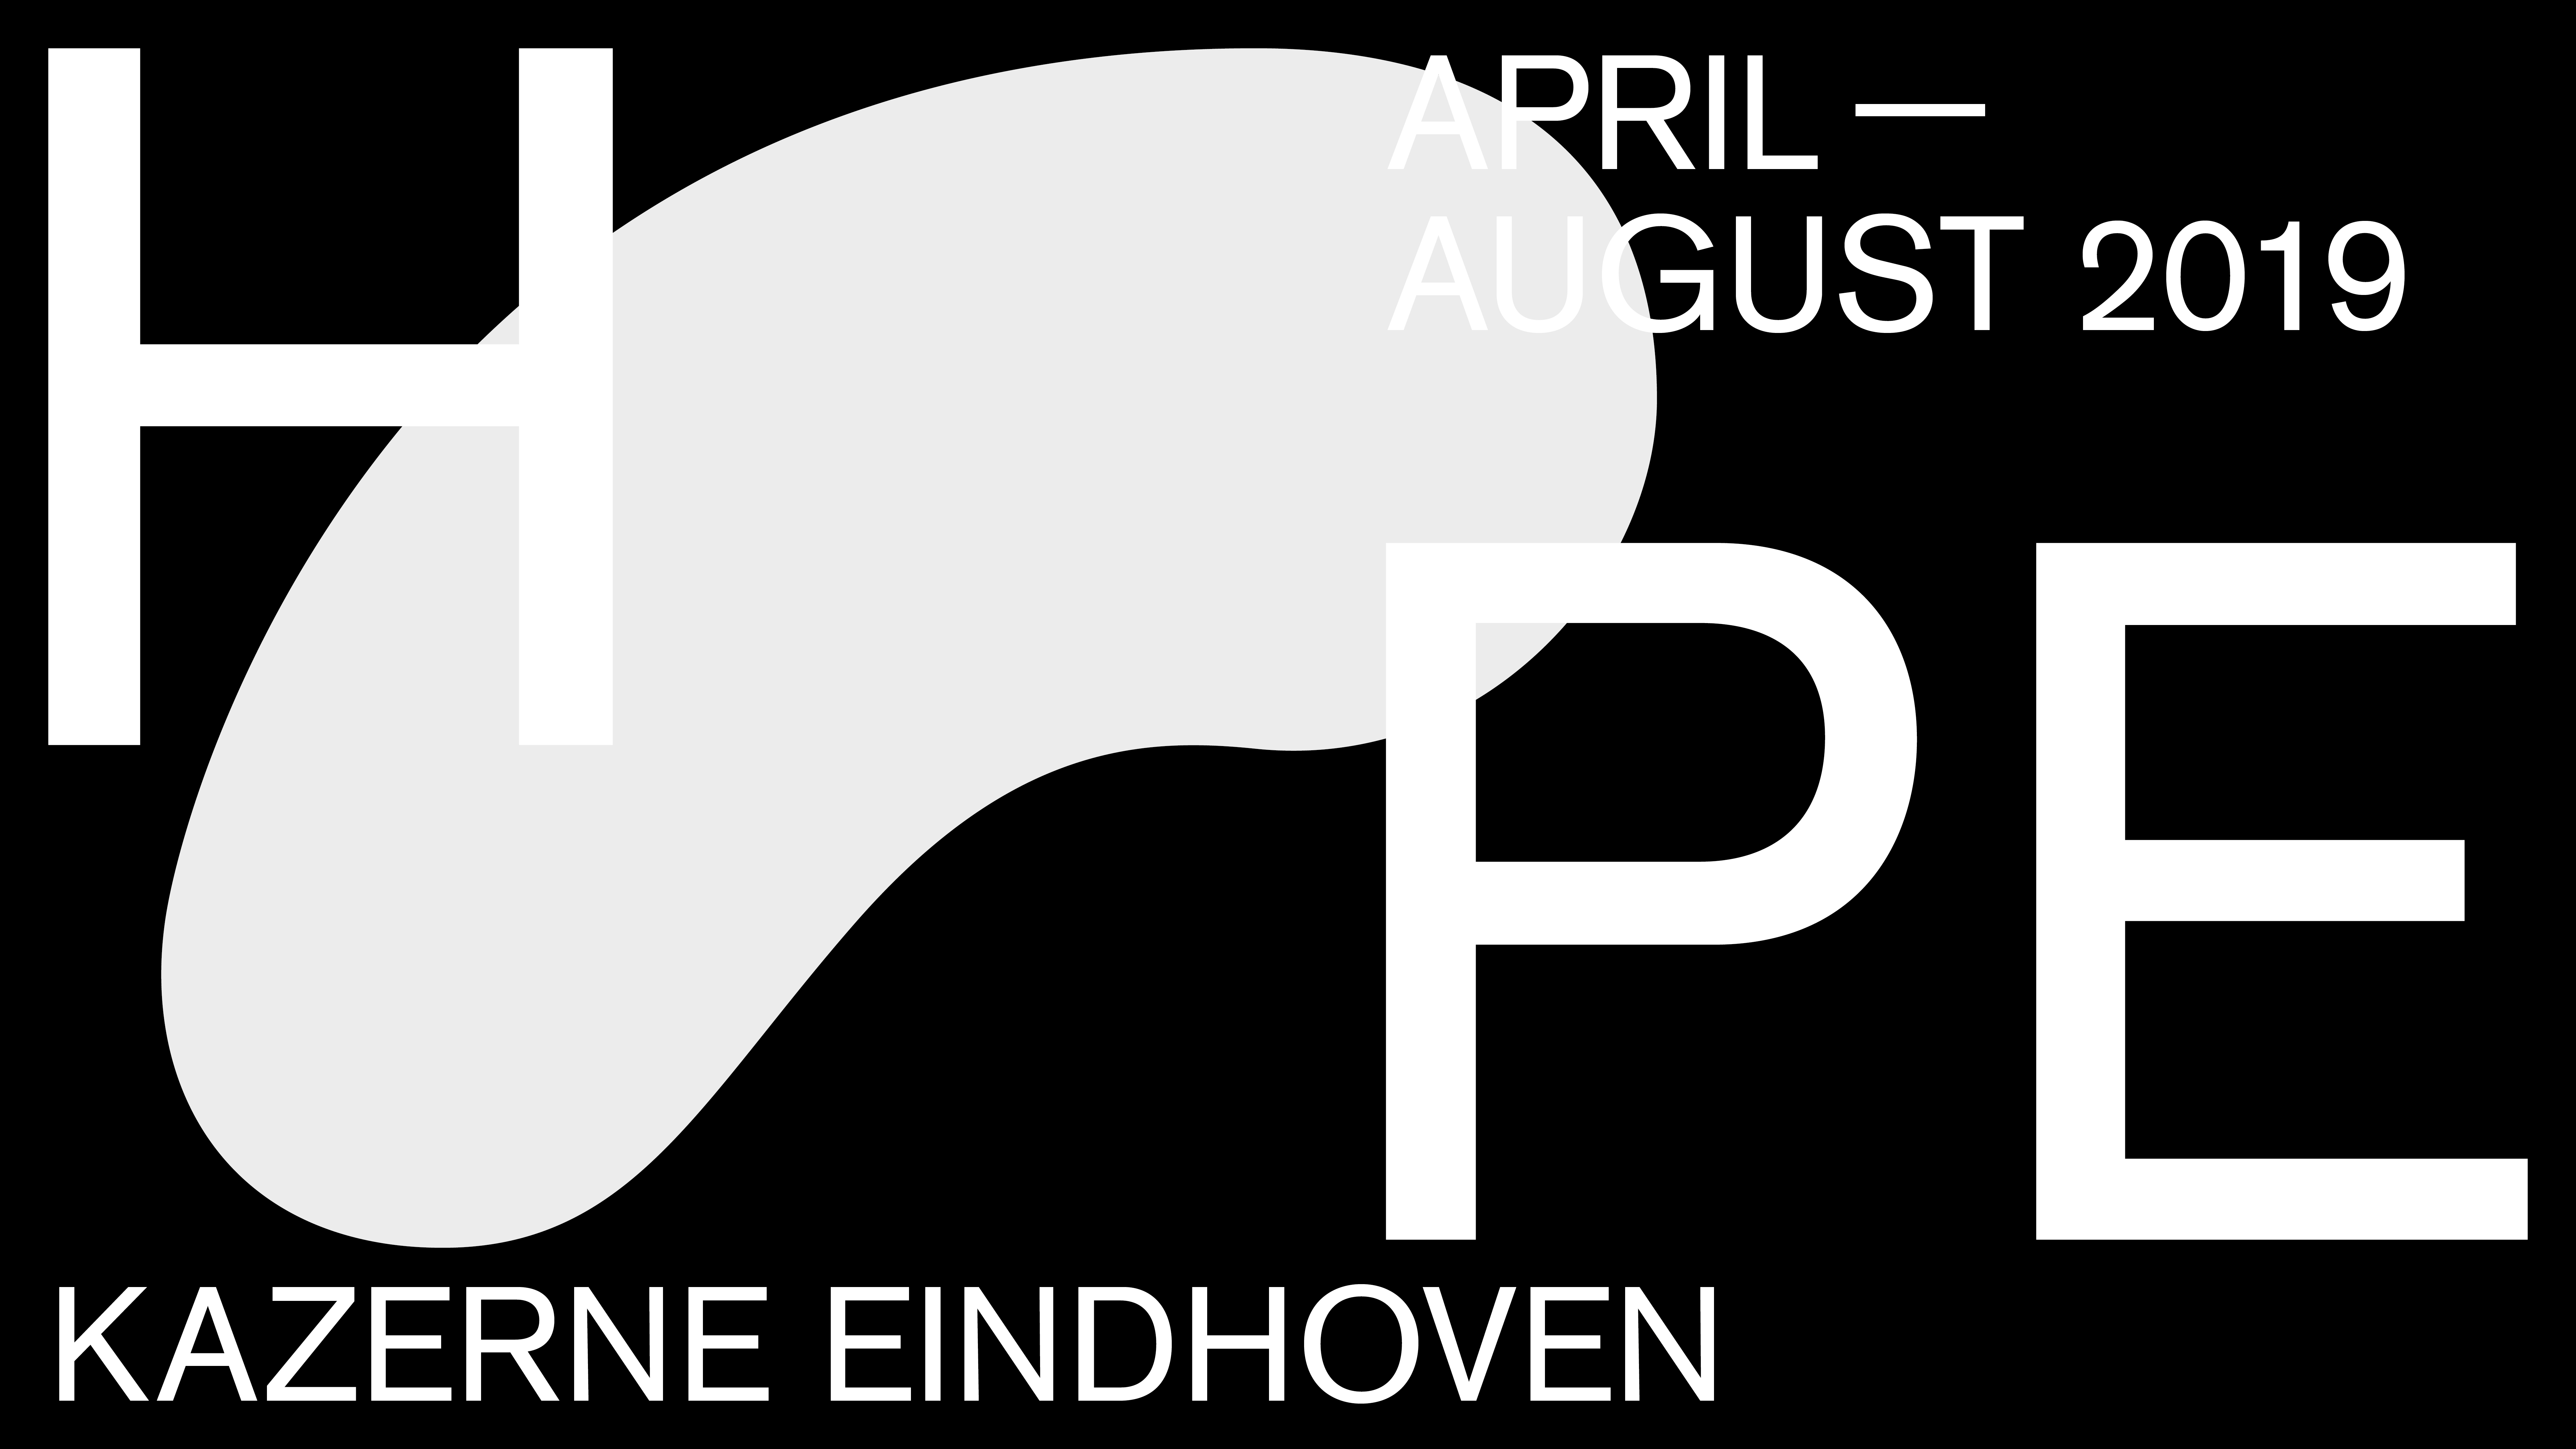 H PE
APRIL —
AUGUST 2019
KAZERNE EINDHOVEN